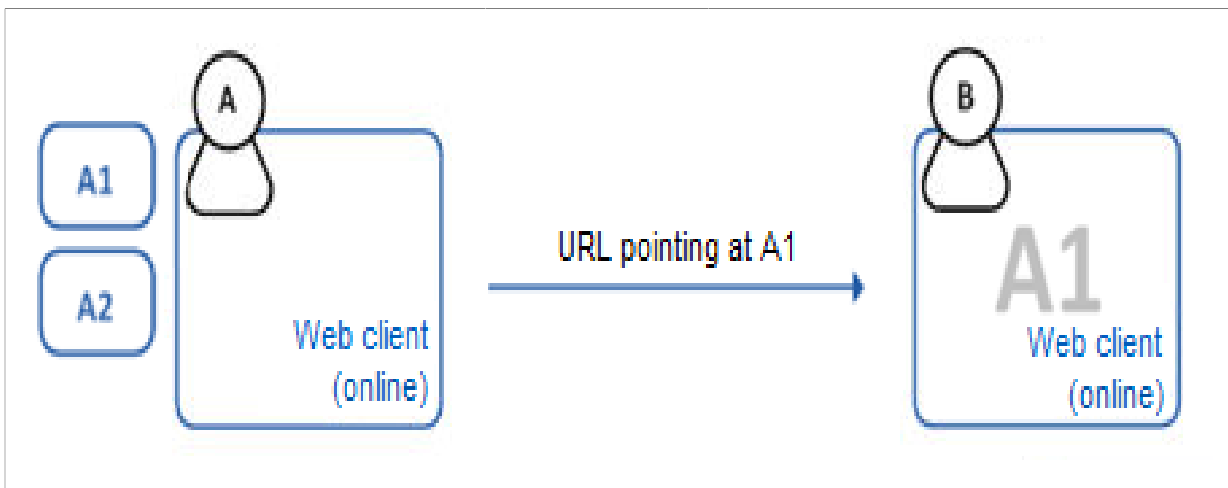 A
A1
A2
Web client
(online)
URL pointing at A1
B
A1
Web client
(online)